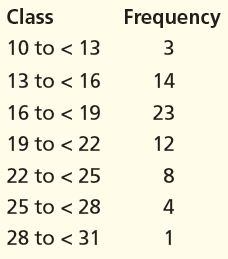 Class Frequency
10 to < 13 3
13 to < 16 14
16 to < 19 23
19 to < 22 12
22 to < 25 8
25 to < 28 4
28 to < 31 1